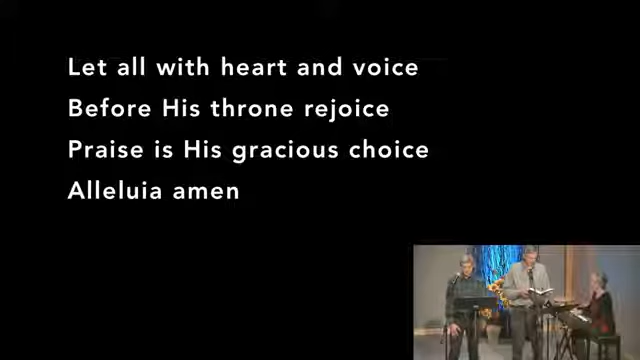 Let all with heart and voice
Before His throne rejoice
Praise is His gracious choice
Alleluia amen